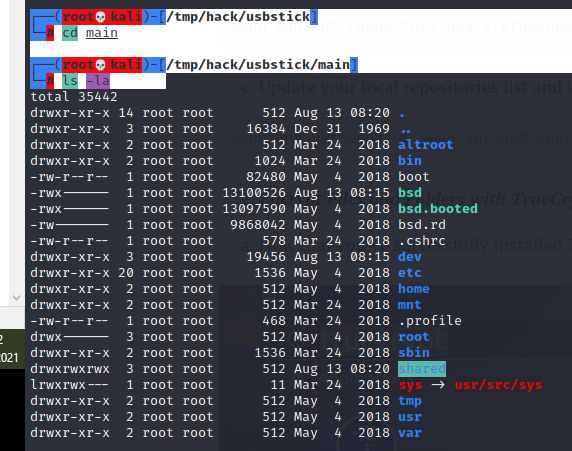 ┌──(root💀kali)-[/tmp/hack/usbstick]
└─# cd main
┌──(root💀kali)-[/tmp/hack/usbstick/main]
└─# ls -la
total 35442
drwxr-xr-x 14 root root      512 Aug 13 08:20 .
drwxr-xr-x  3 root root    16384 Dec 31  1969 ..
drwxr-xr-x  2 root root      512 Mar 24  2018 altroot
drwxr-xr-x  2 root root     1024 Mar 24  2018 bin
-rw-r--r--  1 root root    82480 May  4  2018 boot
-rwx------  1 root root 13100526 Aug 13 08:15 bsd
-rwx------  1 root root 13097590 May  4  2018 bsd.booted
-rw-------  1 root root  9868042 May  4  2018 bsd.rd
-rw-r--r--  1 root root      578 Mar 24  2018 .cshrc
drwxr-xr-x  3 root root    19456 Aug 13 08:15 dev
drwxr-xr-x 20 root root     1536 May  4  2018 etc
drwxr-xr-x  2 root root      512 May  4  2018 home
drwxr-xr-x  2 root root      512 Mar 24  2018 mnt
-rw-r--r--  1 root root      468 Mar 24  2018 .profile
drwx------  3 root root      512 May  4  2018 root
drwxr-xr-x  2 root root     1536 Mar 24  2018 sbin
drwxrwxrwx  3 root root      512 Aug 13 08:20 shared
lrwxrwx---  1 root root       11 Mar 24  2018 sys → usr/src/sys
drwxr-xr-x  2 root root      512 May  4  2018 tmp
drwxr-xr-x  2 root root      512 May  4  2018 usr
drwxr-xr-x  2 root root      512 May  4  2018 var
c. Update your local repositories list and
with TrueCry
successfully installed
2021